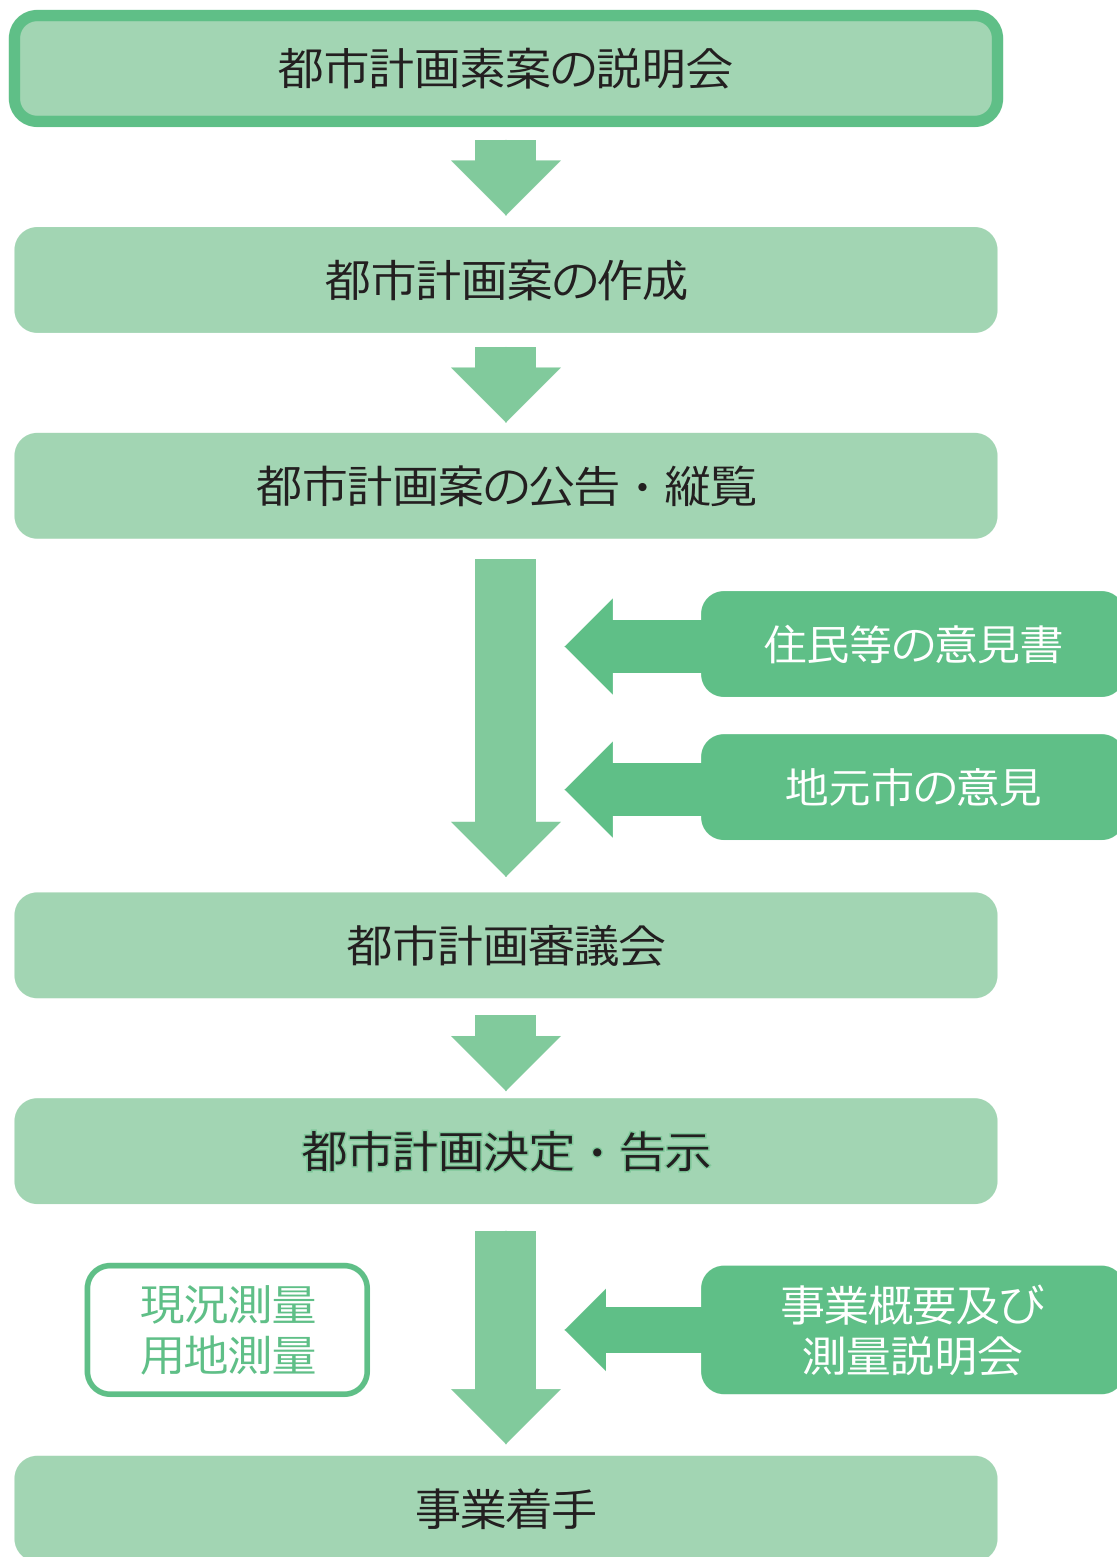 都市計画素案の説明会
都市計画案の作成
都市計画案の公告・縦覧
住民等の意見書
地元市の意見
都市計画審議会
都市計画決定・告示
現況測量
用地測量
事業概要及び
測量説明会
事業着手